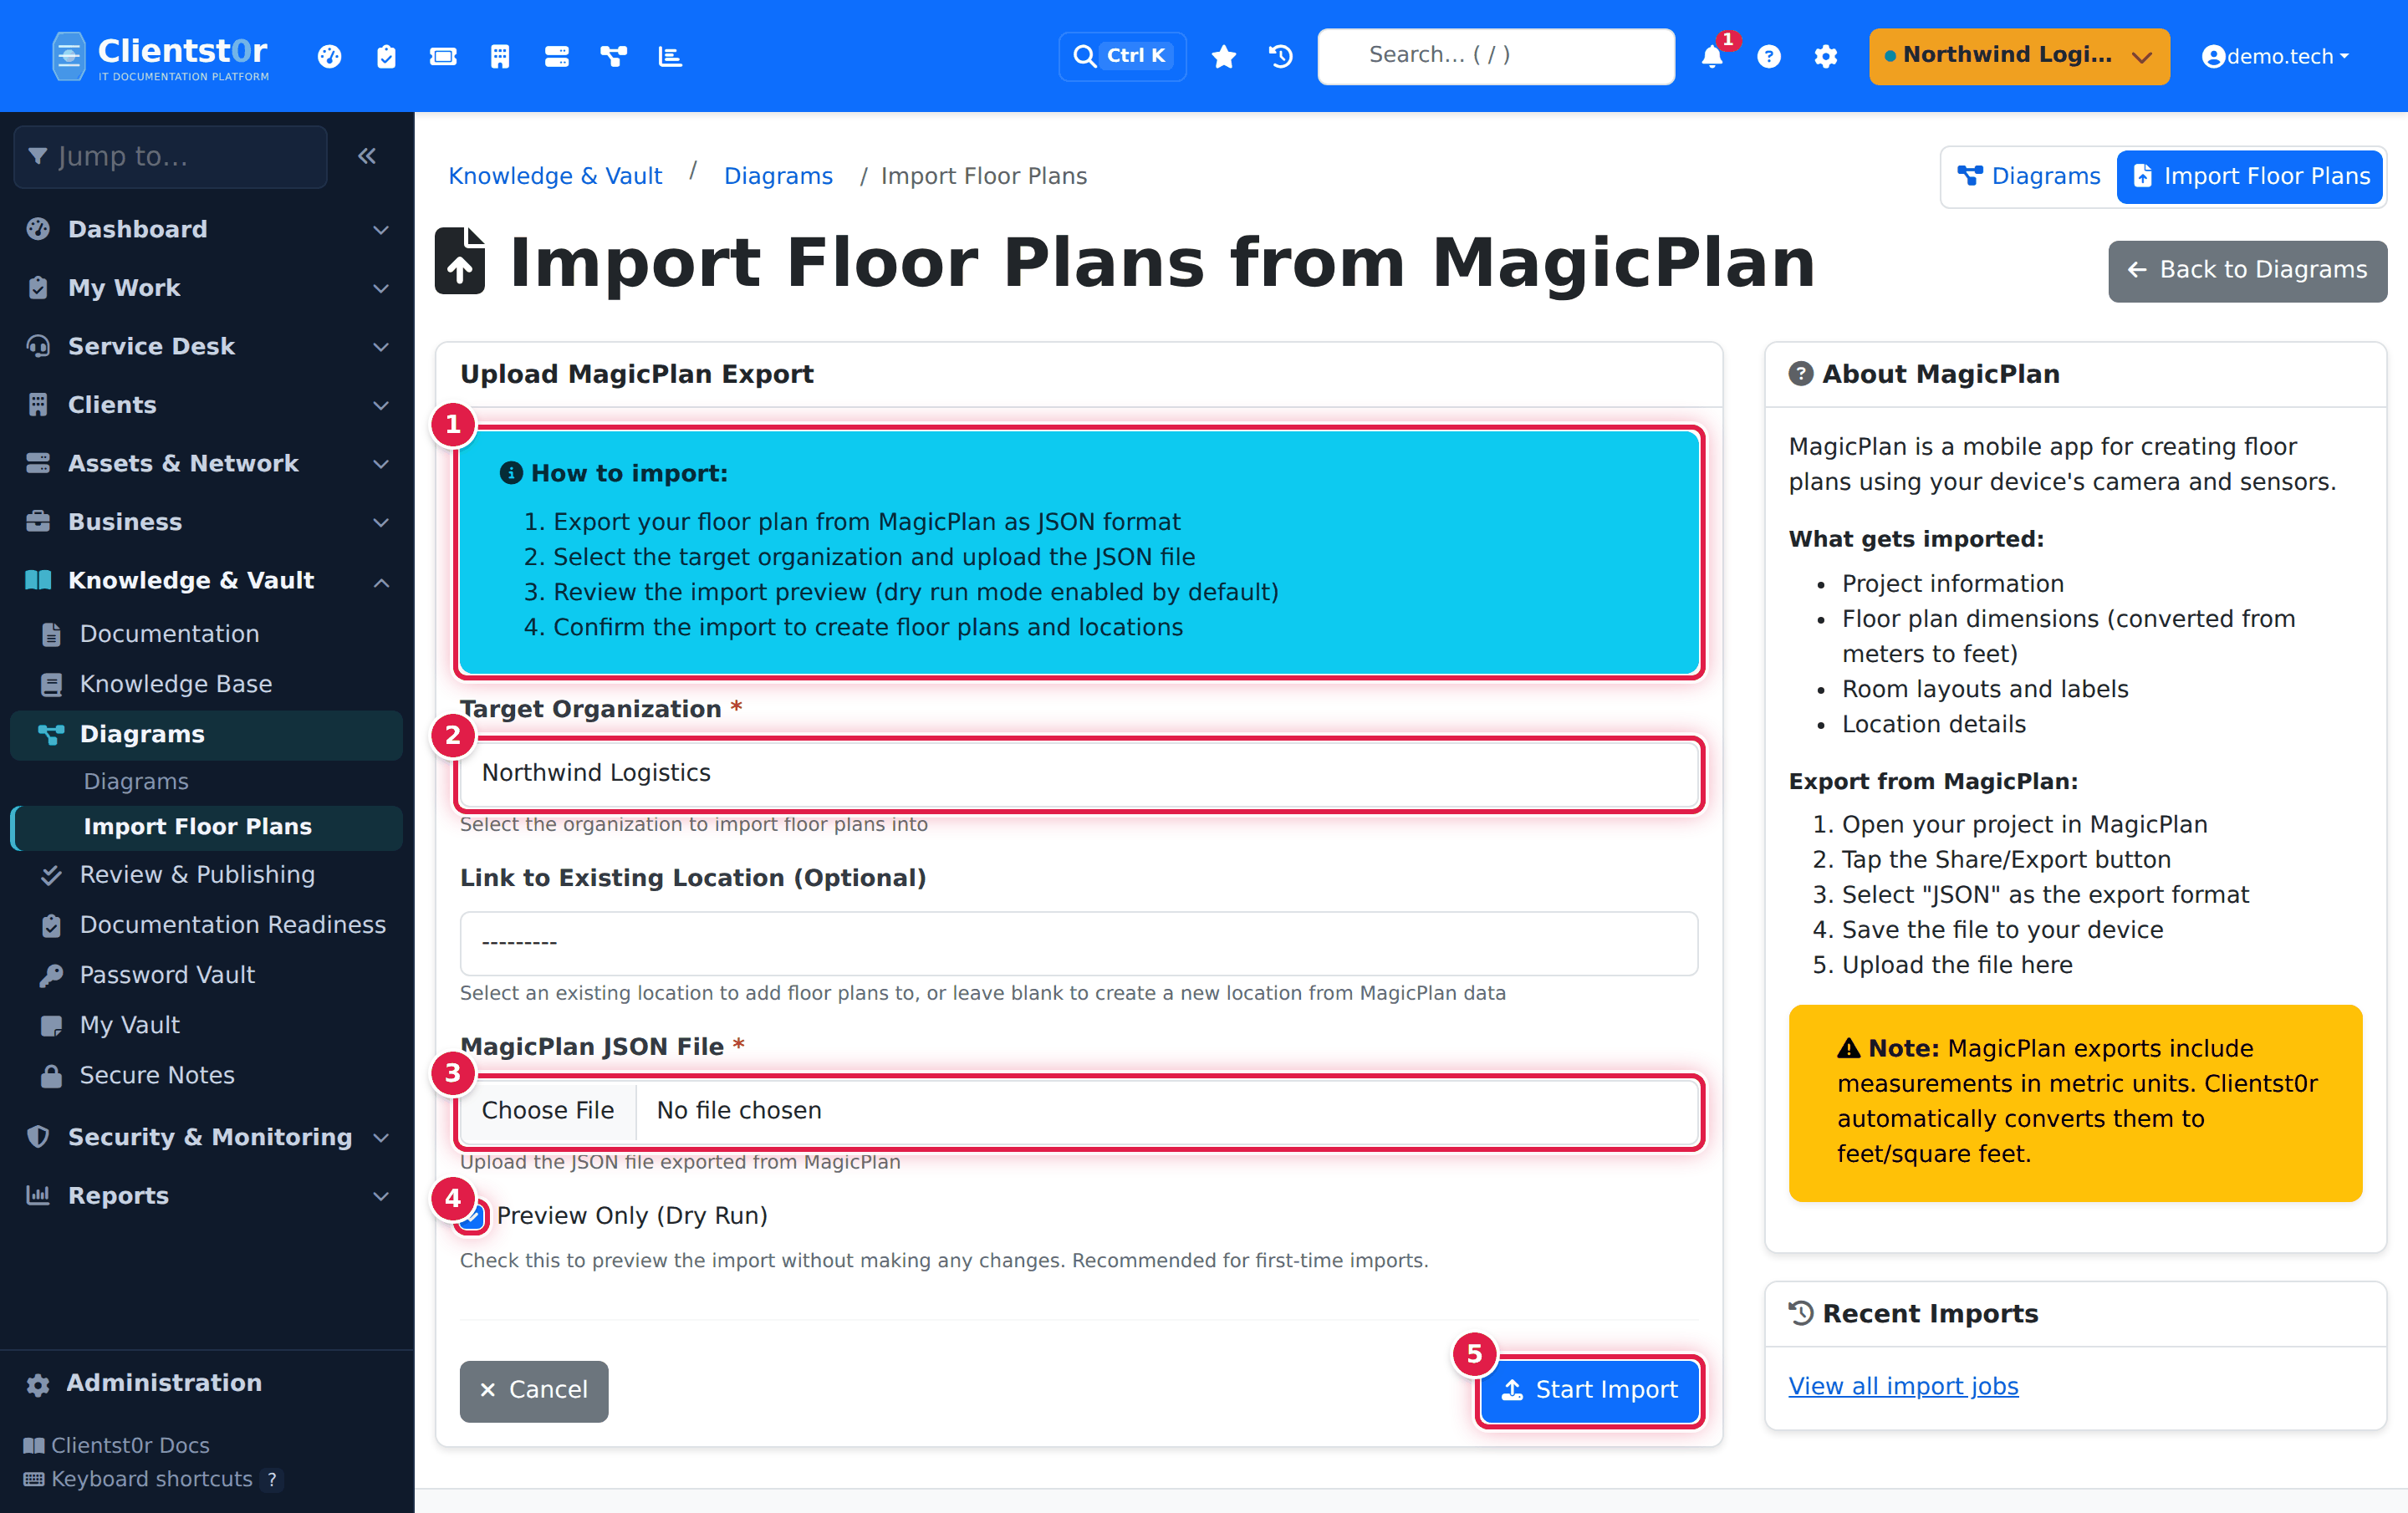 Clientst0r
IT DOCUMENTATION PLATFORM
Ctrl K
Search... ( / )
1
Northwind Logi...
demo.tech
Jump to...
Dashboard
My Work
Service Desk
Clients
Assets & Network
Business
Knowledge & Vault
Documentation
Knowledge Base
Diagrams
Diagrams
Import Floor Plans
Review & Publishing
Documentation Readiness
Password Vault
My Vault
Secure Notes
Security & Monitoring
Reports
Administration
Clientst0r Docs
Keyboard shortcuts ?
Knowledge & Vault / Diagrams / Import Floor Plans
Diagrams
Import Floor Plans
Import Floor Plans from MagicPlan
Back to Diagrams
Upload MagicPlan Export
1
How to import:
1. Export your floor plan from MagicPlan as JSON format
2. Select the target organization and upload the JSON file
3. Review the import preview (dry run mode enabled by default)
4. Confirm the import to create floor plans and locations
Target Organization *
2
Northwind Logistics
Select the organization to import floor plans into
Link to Existing Location (Optional)
---------
Select an existing location to add floor plans to, or leave blank to create a new location from MagicPlan data
MagicPlan JSON File *
3
Choose File No file chosen
Upload the JSON file exported from MagicPlan
4
Preview Only (Dry Run)
Check this to preview the import without making any changes. Recommended for first-time imports.
Cancel
5
Start Import
About MagicPlan
MagicPlan is a mobile app for creating floor
plans using your device's camera and sensors.
What gets imported:
• Project information
• Floor plan dimensions (converted from
meters to feet)
• Room layouts and labels
• Location details
Export from MagicPlan:
1. Open your project in MagicPlan
2. Tap the Share/Export button
3. Select "JSON" as the export format
4. Save the file to your device
5. Upload the file here
Note: MagicPlan exports include
measurements in metric units. Clientst0r
automatically converts them to
feet/square feet.
Recent Imports
View all import jobs